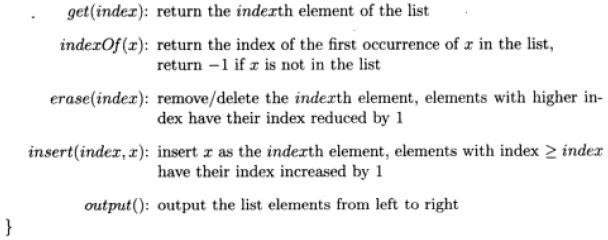 get(index): return the indexth element of the list
indexOf(x): return the index of the first occurrence of x in the list,
return −1 if x is not in the list
erase(index): remove/delete the indexth element, elements with higher in-
dex have their index reduced by 1
insert(index, x): insert x as the indexth element, elements with index ≥ index
have their index increased by 1
output(): output the list elements from left to right
}